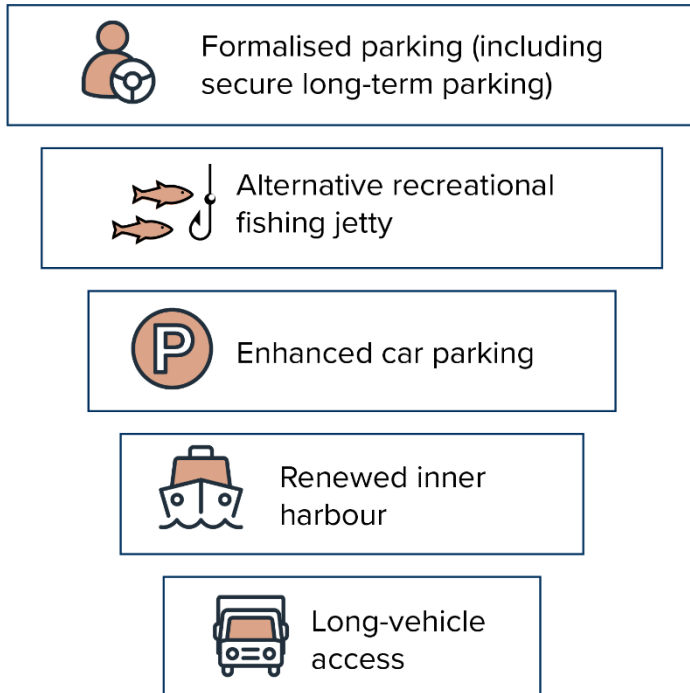 Formalised parking (including
secure long-term parking)
Alternative recreational
fishing jetty
P
Enhanced car parking
Renewed inner
harbour
Long-vehicle
access